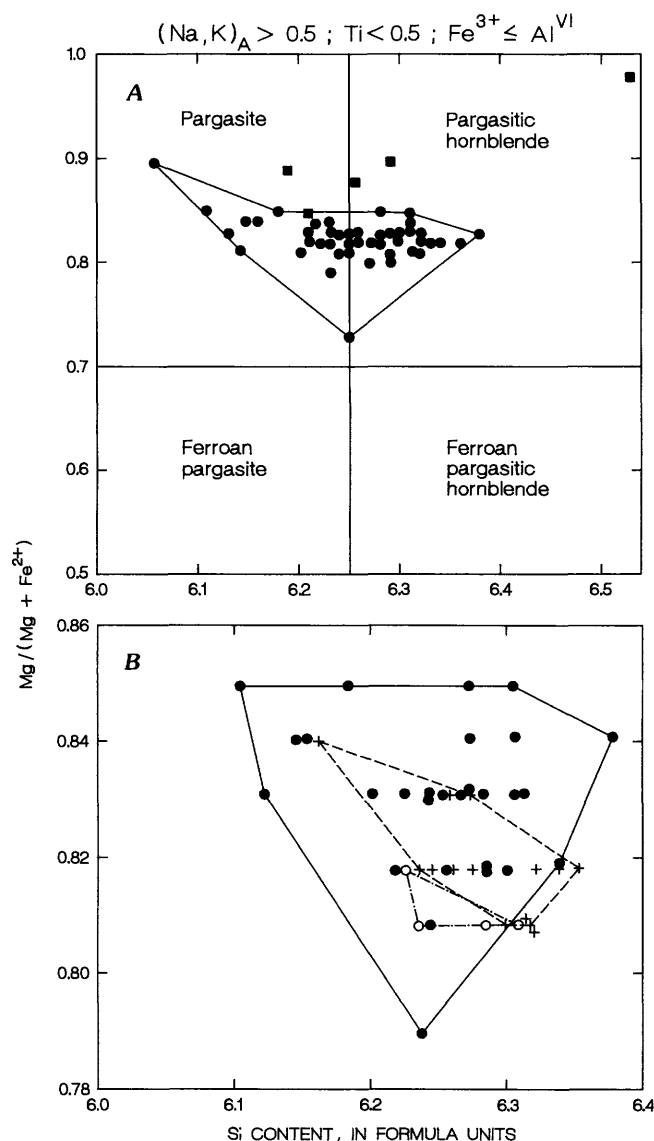 (Na,K)A > 0.5 ; Ti < 0.5 ; Fe3+ ≤ AlVI
1.0
A
Pargasite
Pargasitic
hornblende
0.9
0.8
0.7
Ferroan
pargasite
Ferroan
pargasitic
hornblende
0.6
0.5
6.0 6.1 6.2 6.3 6.4 6.5
Mg/(Mg + Fe2+)
0.86
B
0.84
0.82
0.80
0.78
6.0 6.1 6.2 6.3 6.4
Si CONTENT, IN FORMULA UNITS